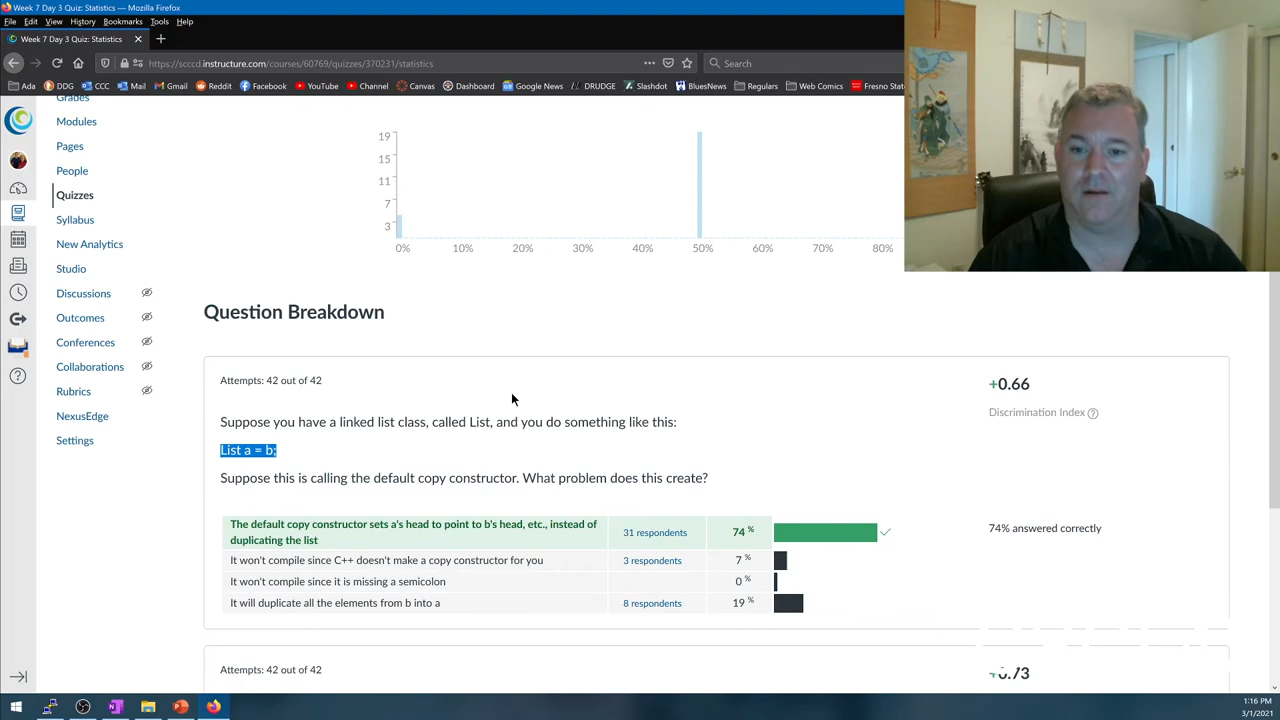 Week 7 Day 3 Quiz: Statistics — Mozilla Firefox
File Edit View History Bookmarks Tools Help
Week 7 Day 3 Quiz: Statistics
https://scccd.instructure.com/courses/60769/quizzes/370231/statistics
Search
Ada DDG CCC Mail Gmail Reddit Facebook YouTube Channel Canvas Dashboard Google News DRUDGE Slashdot BluesNews Regulars Web Comics Fresno Sta
Grades
Modules
Pages
People
Quizzes
Syllabus
New Analytics
Studio
Discussions
Outcomes
Conferences
Collaborations
Rubrics
NexusEdge
Settings
19
15
11
7
3
0% 10% 20% 30% 40% 50% 60% 70% 80%
Question Breakdown
Attempts: 42 out of 42
+0.66
Discrimination Index
Suppose you have a linked list class, called List, and you do something like this:
List a = b;
Suppose this is calling the default copy constructor. What problem does this create?
The default copy constructor sets a's head to point to b's head, etc., instead of
duplicating the list
31 respondents 74 %
74% answered correctly
It won't compile since C++ doesn't make a copy constructor for you 3 respondents 7 %
It won't compile since it is missing a semicolon 0 %
It will duplicate all the elements from b into a 8 respondents 19 %
Attempts: 42 out of 42
+0.73
1:16 PM
3/1/2021